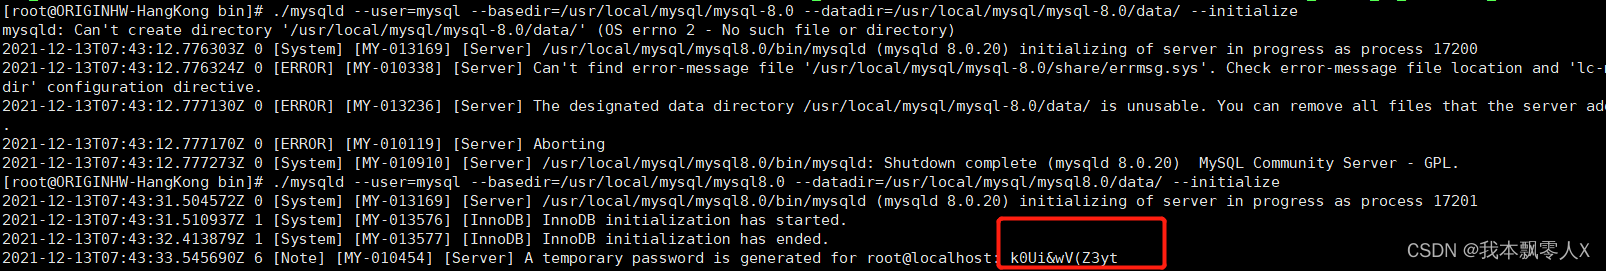 [root@ORIGINHW-HangKong bin]# ./mysqld --user=mysql --basedir=/usr/local/mysql/mysql-8.0 --datadir=/usr/local/mysql/mysql-8.0/data/ --initialize
mysqld: Can't create directory '/usr/local/mysql/mysql-8.0/data/' (OS errno 2 - No such file or directory)
2021-12-13T07:43:12.776303Z 0 [System] [MY-013169] [Server] /usr/local/mysql/mysql8.0/bin/mysqld (mysqld 8.0.20) initializing of server in progress as process 17200
2021-12-13T07:43:12.776324Z 0 [ERROR] [MY-010338] [Server] Can't find error-message file '/usr/local/mysql/mysql-8.0/share/errmsg.sys'. Check error-message file location and 'lc-
dir' configuration directive.
2021-12-13T07:43:12.777130Z 0 [ERROR] [MY-013236] [Server] The designated data directory /usr/local/mysql/mysql-8.0/data/ is unusable. You can remove all files that the server
.
2021-12-13T07:43:12.777170Z 0 [ERROR] [MY-010119] [Server] Aborting
2021-12-13T07:43:12.777273Z 0 [System] [MY-010910] [Server] /usr/local/mysql/mysql8.0/bin/mysqld: Shutdown complete (mysqld 8.0.20)  MySQL Community Server - GPL.
[root@ORIGINHW-HangKong bin]# ./mysqld --user=mysql --basedir=/usr/local/mysql/mysql8.0 --datadir=/usr/local/mysql/mysql8.0/data/ --initialize
2021-12-13T07:43:31.504572Z 0 [System] [MY-013169] [Server] /usr/local/mysql/mysql8.0/bin/mysqld (mysqld 8.0.20) initializing of server in progress as process 17201
2021-12-13T07:43:31.510937Z 1 [System] [MY-013576] [InnoDB] InnoDB initialization has started.
2021-12-13T07:43:32.413879Z 1 [System] [MY-013577] [InnoDB] InnoDB initialization has ended.
2021-12-13T07:43:33.545690Z 6 [Note] [MY-010454] [Server] A temporary password is generated for root@localhost: k0Ui&wV(Z3yt
CSDN @我本飘零人X